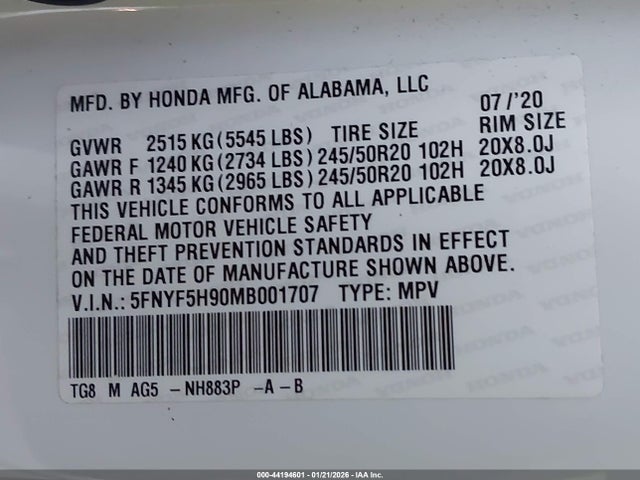 MFD. BY HONDA MFG. OF ALABAMA, LLC 07/'20
GVWR 2515 KG (5545 LBS) TIRE SIZE RIM SIZE
GAWR F 1240 KG (2734 LBS) 245/50R20 102H 20X8.0J
GAWR R 1345 KG (2965 LBS) 245/50R20 102H 20X8.0J
THIS VEHICLE CONFORMS TO ALL APPLICABLE
FEDERAL MOTOR VEHICLE SAFETY
AND THEFT PREVENTION STANDARDS IN EFFECT
ON THE DATE OF MANUFACTURE SHOWN ABOVE.
V.I.N.: 5FNYF5H90MB001707 TYPE: MPV
TG8 M AG5 -NH883P -A-B
000-44194601 - 01/21/2026 - IAA Inc.